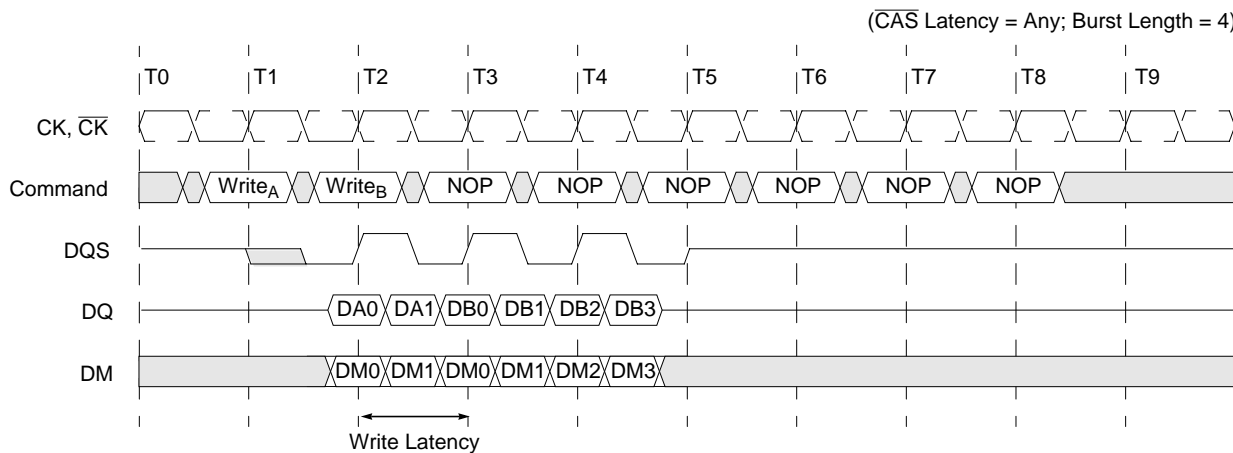 (CAS Latency = Any; Burst Length = 4)
T0 T1 T2 T3 T4 T5 T6 T7 T8 T9
CK, CK
Command WriteA WriteB NOP NOP NOP NOP NOP NOP
DQS
DQ DA0 DA1 DB0 DB1 DB2 DB3
DM DM0 DM1 DM0 DM1 DM2 DM3
Write Latency